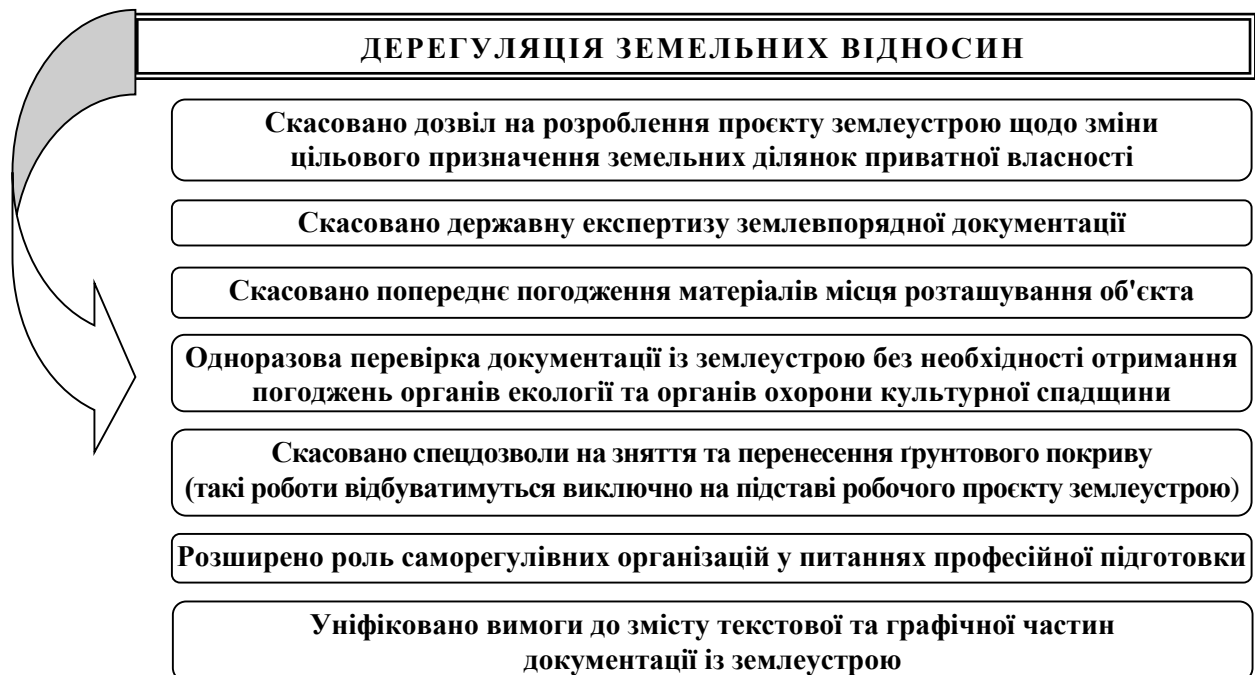 ДЕРЕГУЛЯЦІЯ ЗЕМЕЛЬНИХ ВІДНОСИН
Скасовано дозвіл на розроблення проєкту землеустрою щодо зміни
цільового призначення земельних ділянок приватної власності
Скасовано державну експертизу землевпорядної документації
Скасовано попереднє погодження матеріалів місця розташування об'єкта
Одноразова перевірка документації із землеустрою без необхідності отримання
погоджень органів екології та органів охорони культурної спадщини
Скасовано спецдозволи на зняття та перенесення ґрунтового покриву
(такі роботи відбуватимуться виключно на підставі робочого проєкту землеустрою)
Розширено роль саморегулівних організацій у питаннях професійної підготовки
Уніфіковано вимоги до змісту текстової та графічної частин
документації із землеустрою